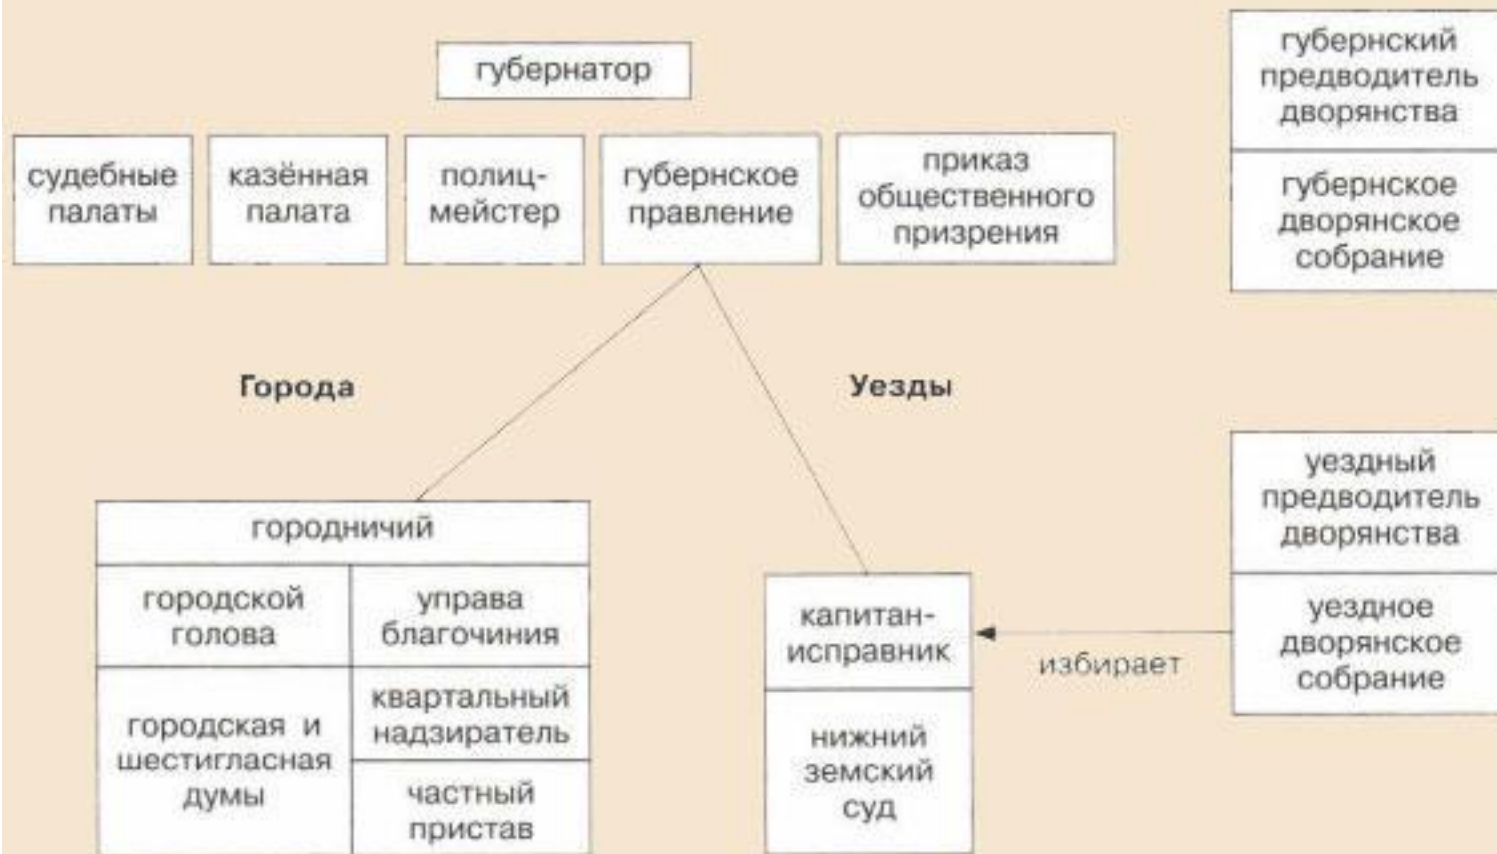 губернатор
судебные
палаты
казённая
палата
полиц-
мейстер
губернское
правление
приказ
общественного
призрения
губернский
предводитель
дворянства
губернское
дворянское
собрание
Города
Уезды
городничий
городской
голова
управа
благочиния
городская и
шестигласная
думы
квартальный
надзиратель
частный
пристав
капитан-
исправник
нижний
земский
суд
избирает
уездный
предводитель
дворянства
уездное
дворянское
собрание